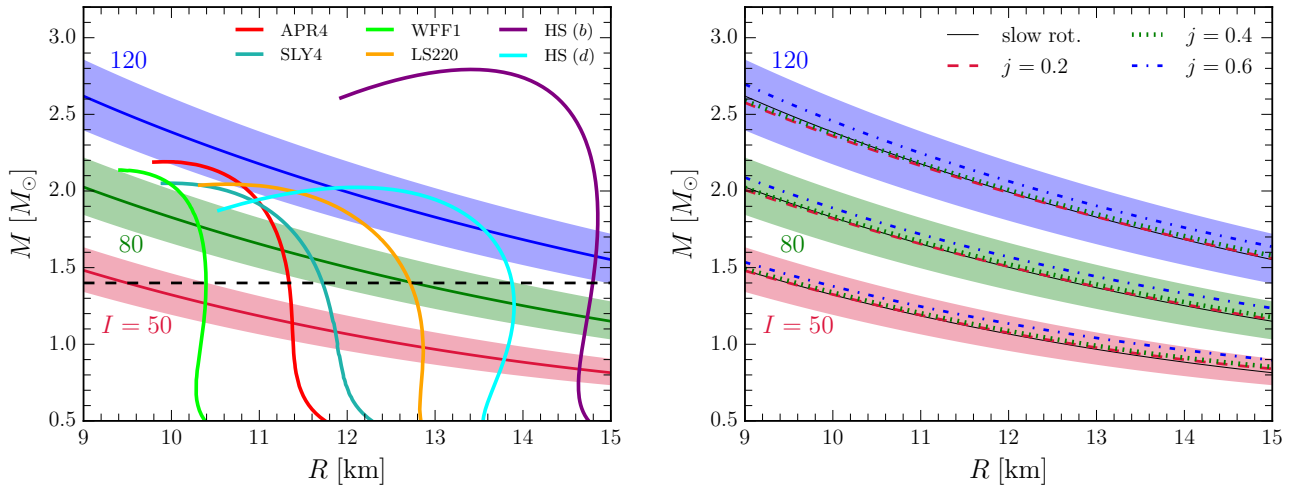 APR4 WFF1 HS (b)
SLY4 LS220 HS (d)
120
80
I = 50
3.0
2.5
2.0
1.5
1.0
0.5
M [M⊙]
9 10 11 12 13 14 15
R [km]
slow rot. j = 0.4
j = 0.2 j = 0.6
120
80
I = 50
3.0
2.5
2.0
1.5
1.0
0.5
M [M⊙]
9 10 11 12 13 14 15
R [km]